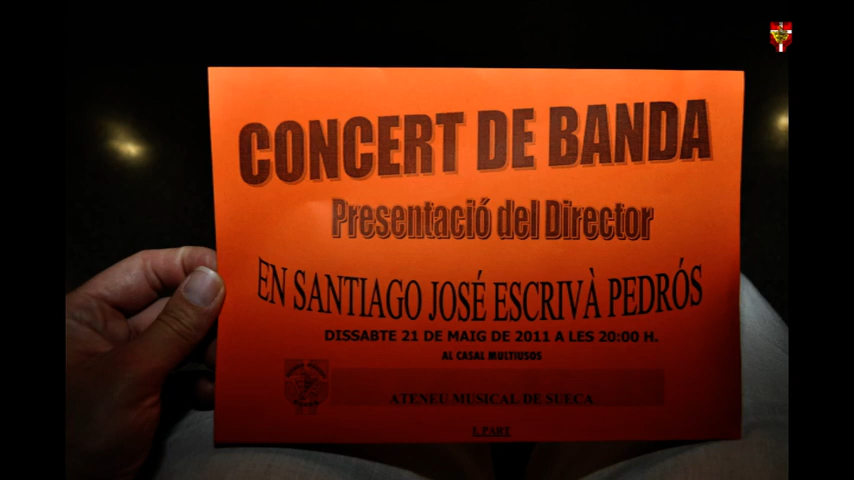 CONCERT DE BANDA
Presentació del Director
EN SANTIAGO JOSÉ ESCRIVÀ PEDRÓS
DISSABTE 21 DE MAIG DE 2011 A LES 20:00 H.
AL CASAL MULTIUSOS
ATENEU MUSICAL DE SUECA
I. PART